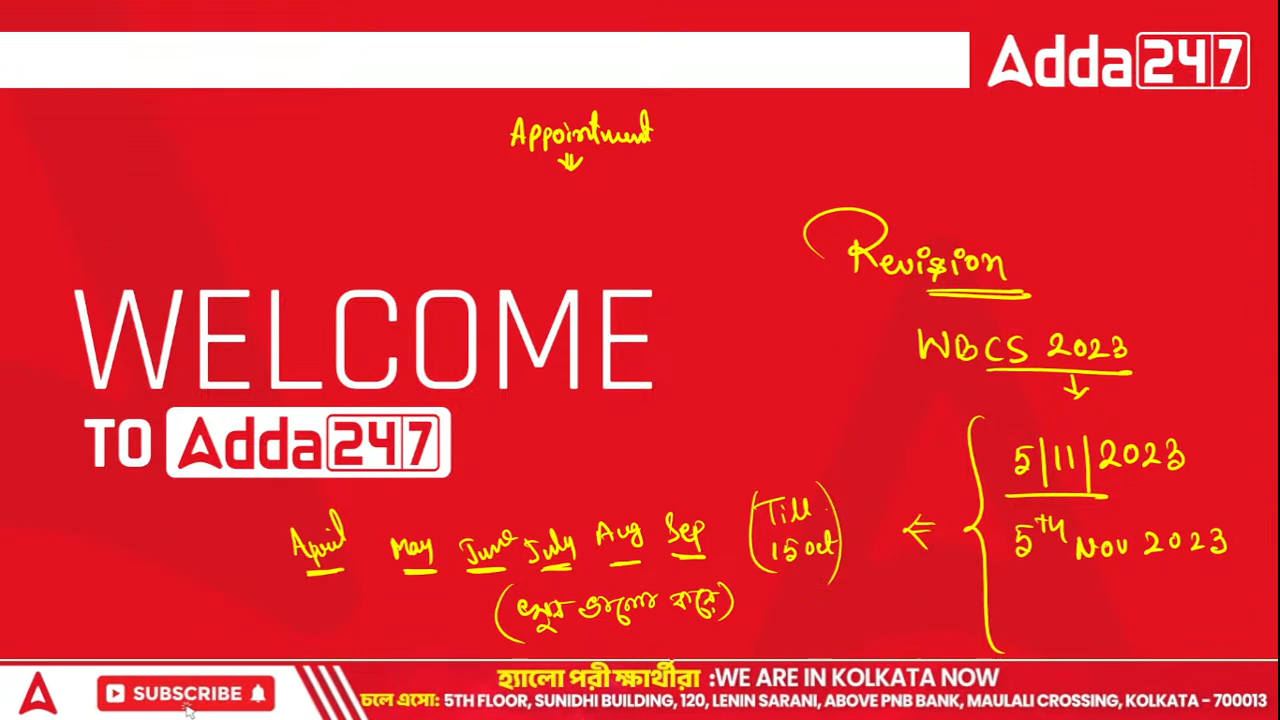 Adda247
Appointment
Revision
WBCS 2023
WELCOME
TO Adda247
5|11|2023
5th Nov 2023
April May June July Aug Sep (Till 15 oct)
(খুব ভালো করে)
হ্যালো পরীক্ষার্থীরা :WE ARE IN KOLKATA NOW
SUBSCRIBE
চলে এসো: 5TH FLOOR, SUNIDHI BUILDING, 120, LENIN SARANI, ABOVE PNB BANK, MAULALI CROSSING, KOLKATA - 700013